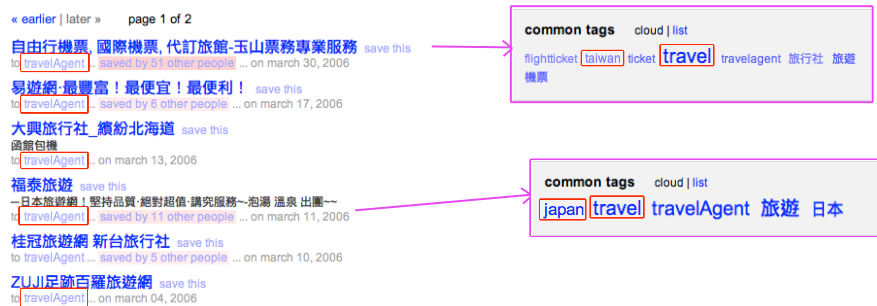 « earlier | later » page 1 of 2
自由行機票, 國際機票, 代訂旅館-玉山票務專業服務 save this
to travelAgent ... saved by 51 other people ... on march 30, 2006
易遊網‧最豐富！最便宜！最便利！ save this
to travelAgent ... saved by 6 other people ... on march 17, 2006
大興旅行社_繽紛北海道 save this
函館包機
to travelAgent ... on march 13, 2006
福泰旅遊 save this
─日本旅遊網！堅持品質‧絕對超值‧講究服務~-泡湯 溫泉 出團~~
to travelAgent ... saved by 11 other people ... on march 11, 2006
桂冠旅遊網 新台旅行社 save this
to travelAgent ... saved by 5 other people ... on march 10, 2006
ZUJI足跡百羅旅遊網 save this
to travelAgent ... on march 04, 2006
common tags cloud | list
flightticket taiwan ticket travel travelagent 旅行社 旅遊
機票
common tags cloud | list
japan travel travelAgent 旅遊 日本